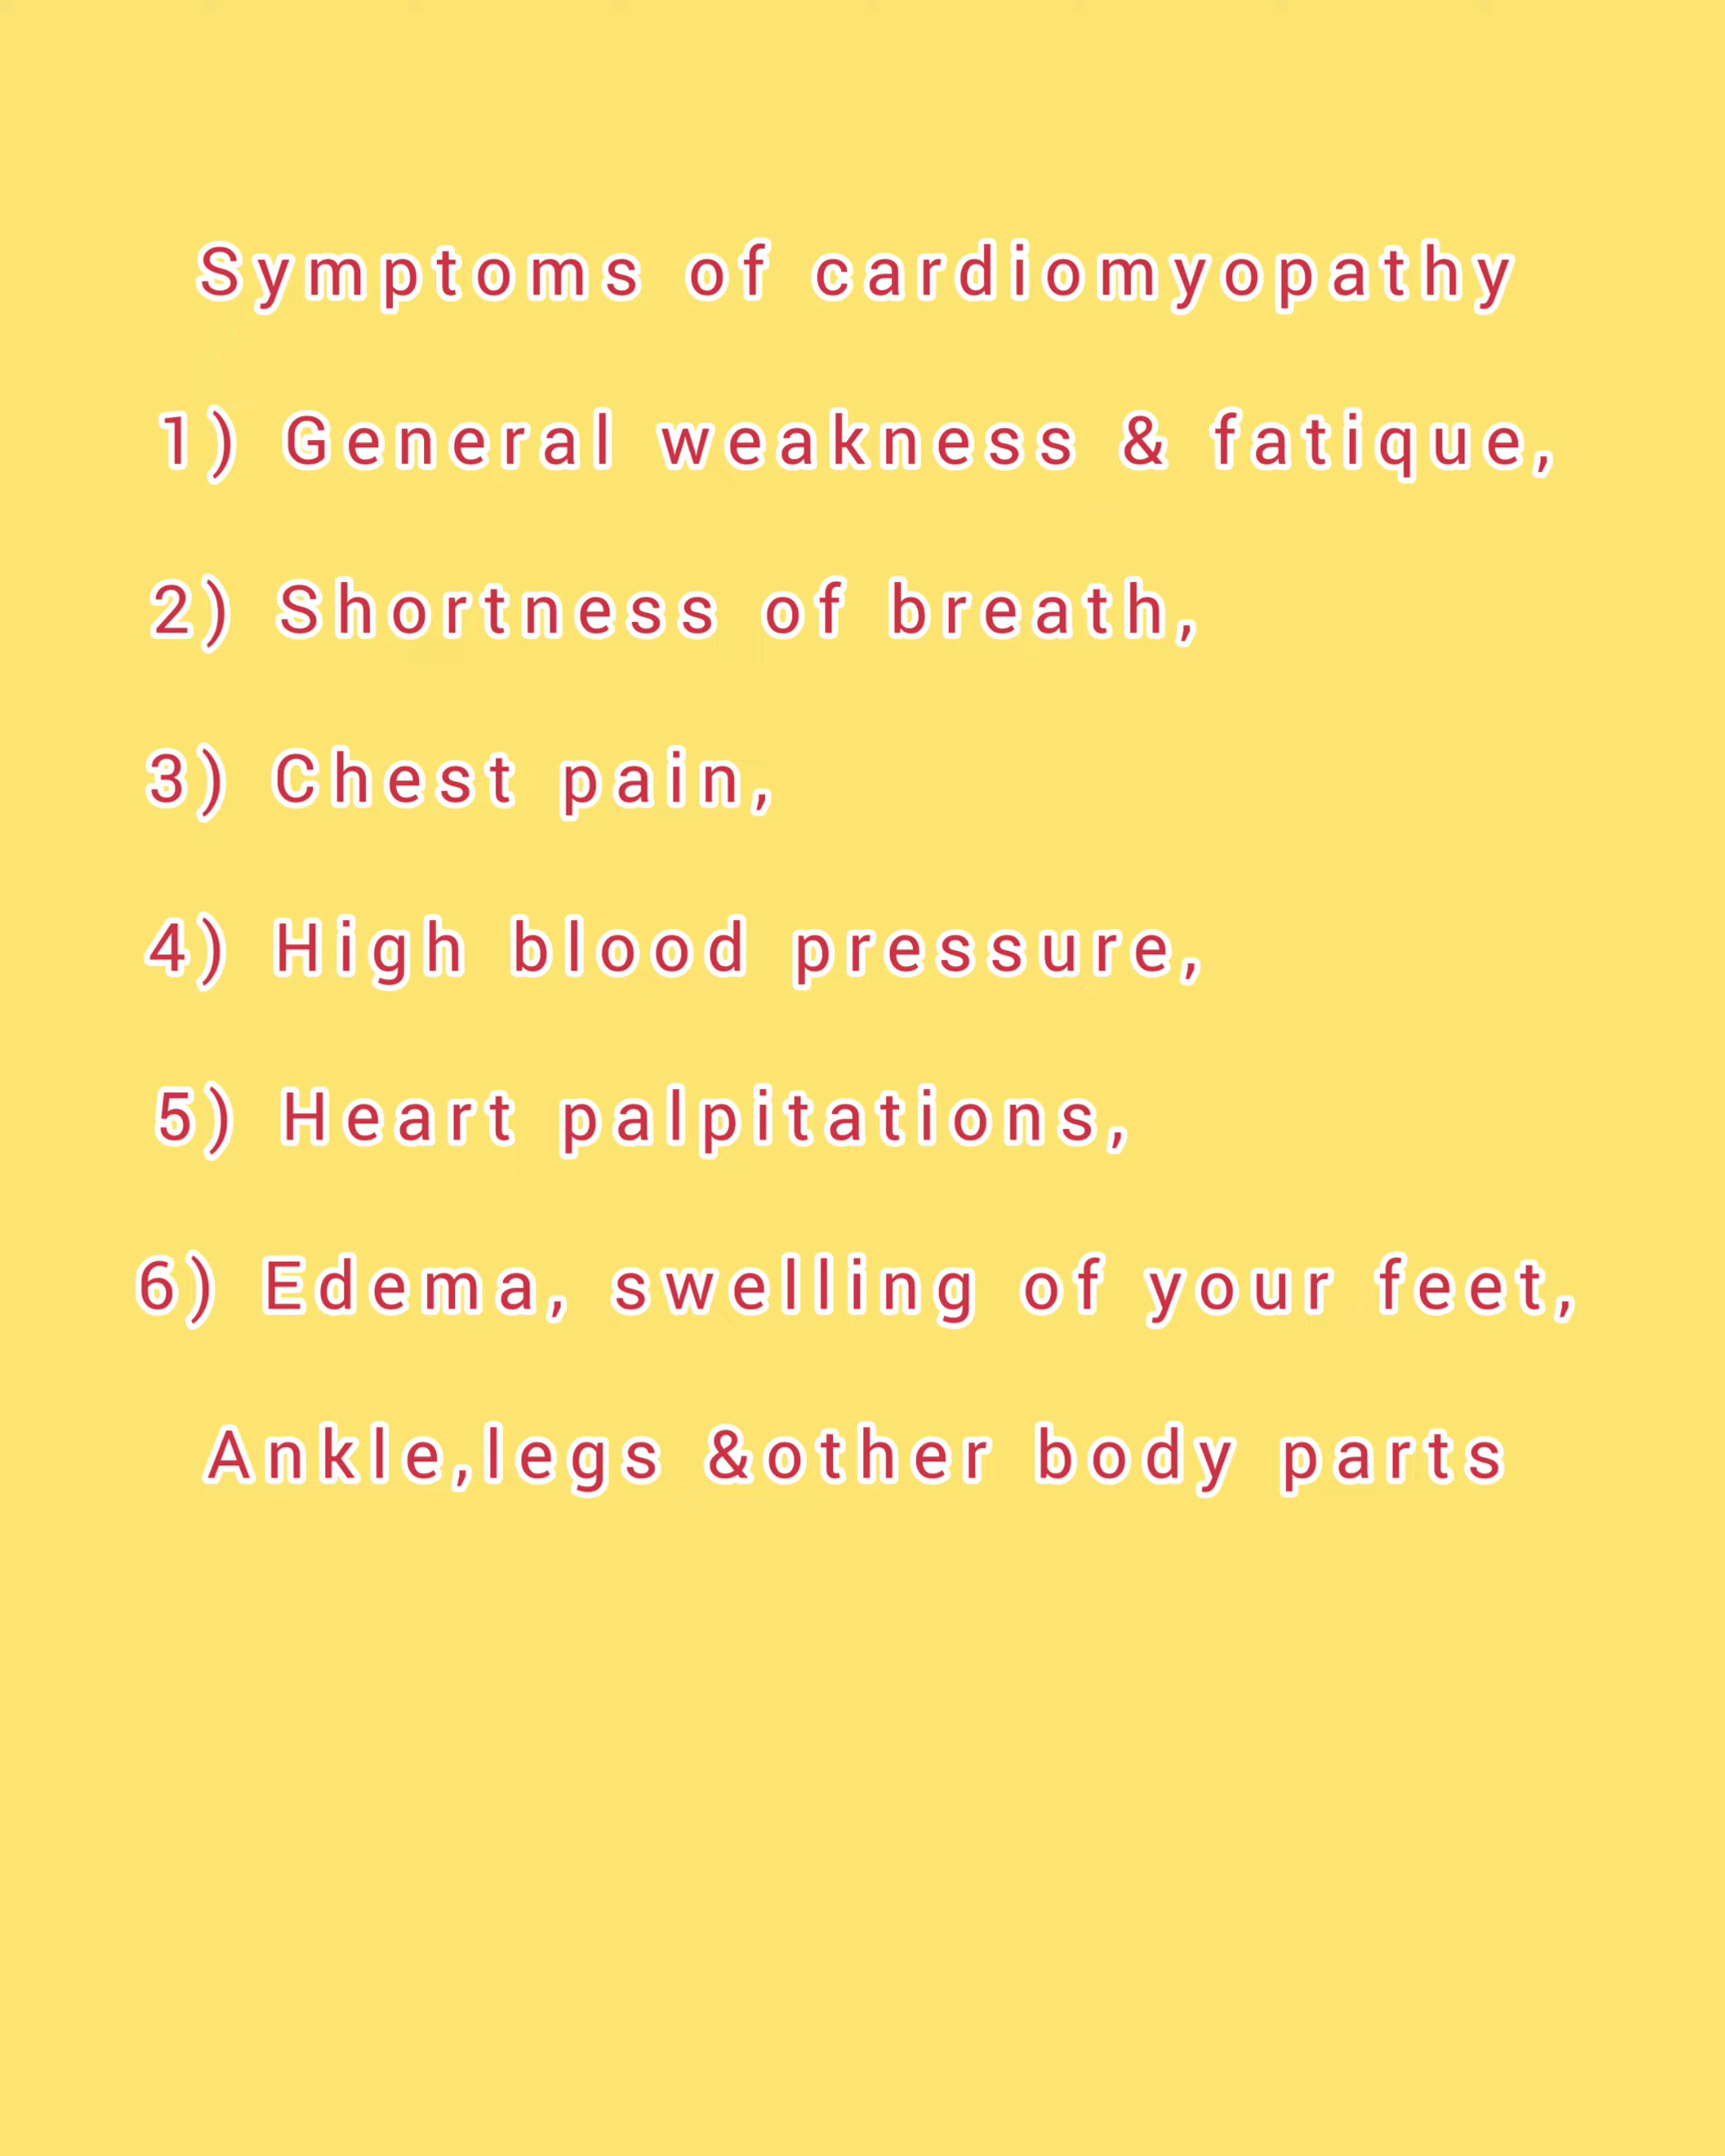 Symptoms of cardiomyopathy
1) General weakness & fatique,
2) Shortness of breath,
3) Chest pain,
4) High blood pressure,
5) Heart palpitations,
6) Edema, swelling of your feet,
Ankle,legs &other body parts